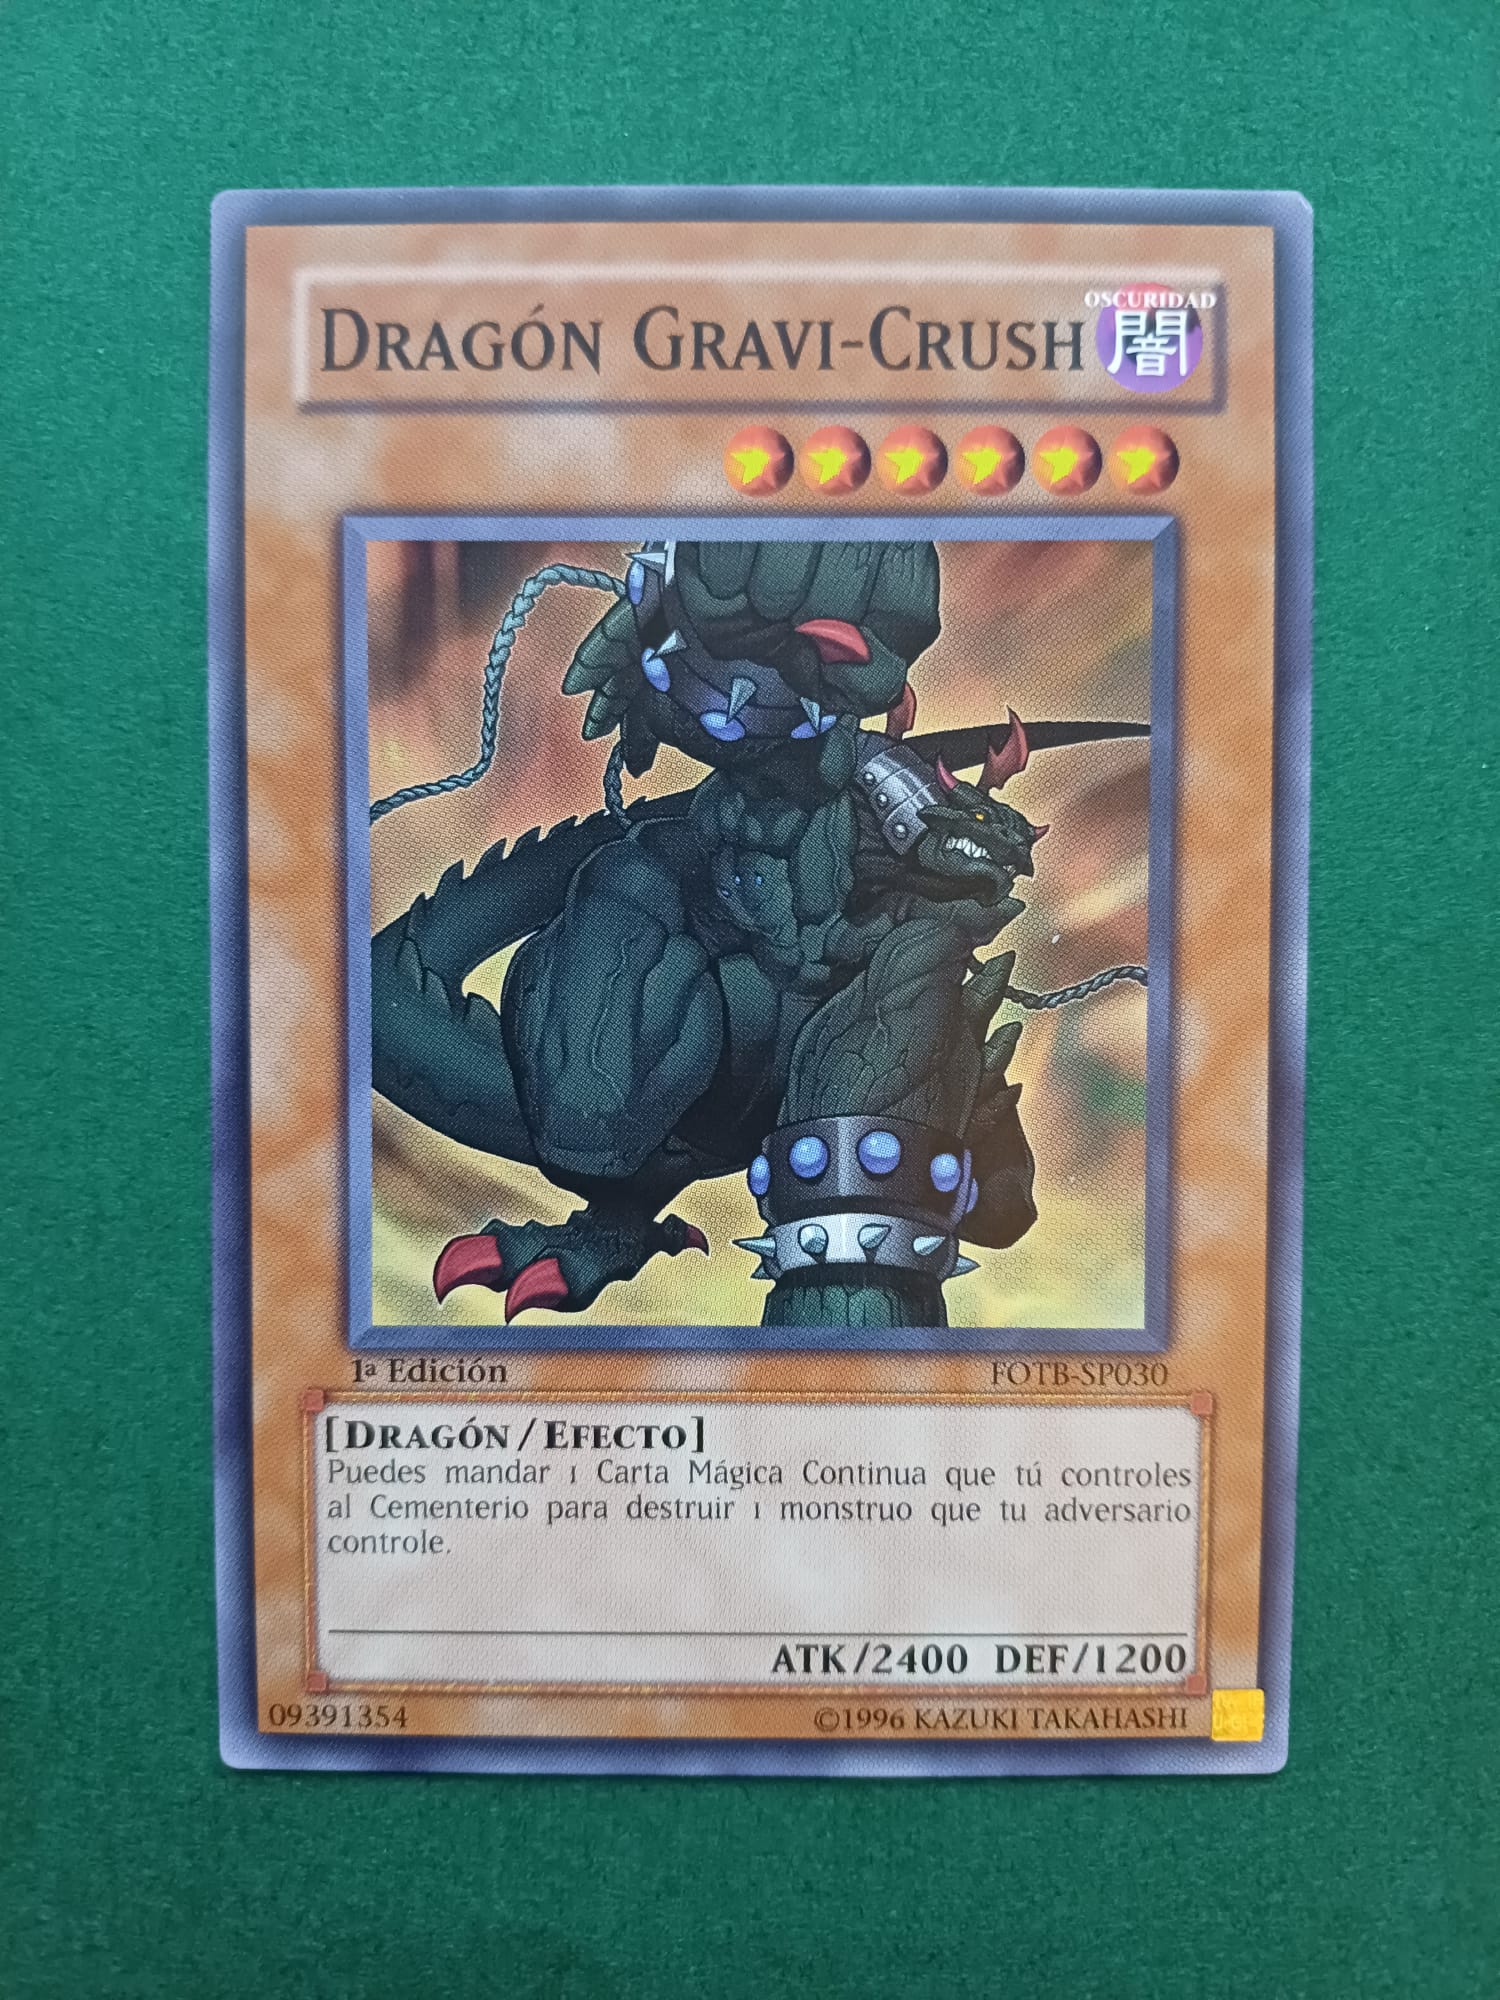 DRAGÓN GRAVI-CRUSH
OSCURIDAD
闇
1ª Edición
FOTB-SP030
[DRAGÓN/EFECTO]
Puedes mandar 1 Carta Mágica Continua que tú controles
al Cementerio para destruir 1 monstruo que tu adversario
controle.
ATK/2400 DEF/1200
09391354
©1996 KAZUKI TAKAHASHI